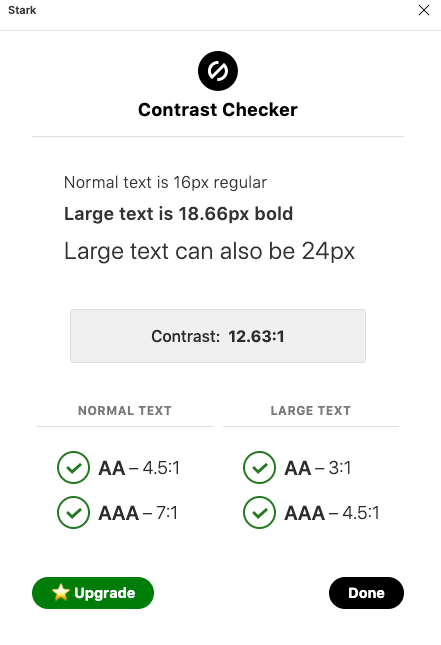 Stark
Contrast Checker
Normal text is 16px regular
Large text is 18.66px bold
Large text can also be 24px
Contrast: 12.63:1
NORMAL TEXT
AA – 4.5:1
AAA – 7:1
LARGE TEXT
AA – 3:1
AAA – 4.5:1
⭐ Upgrade
Done